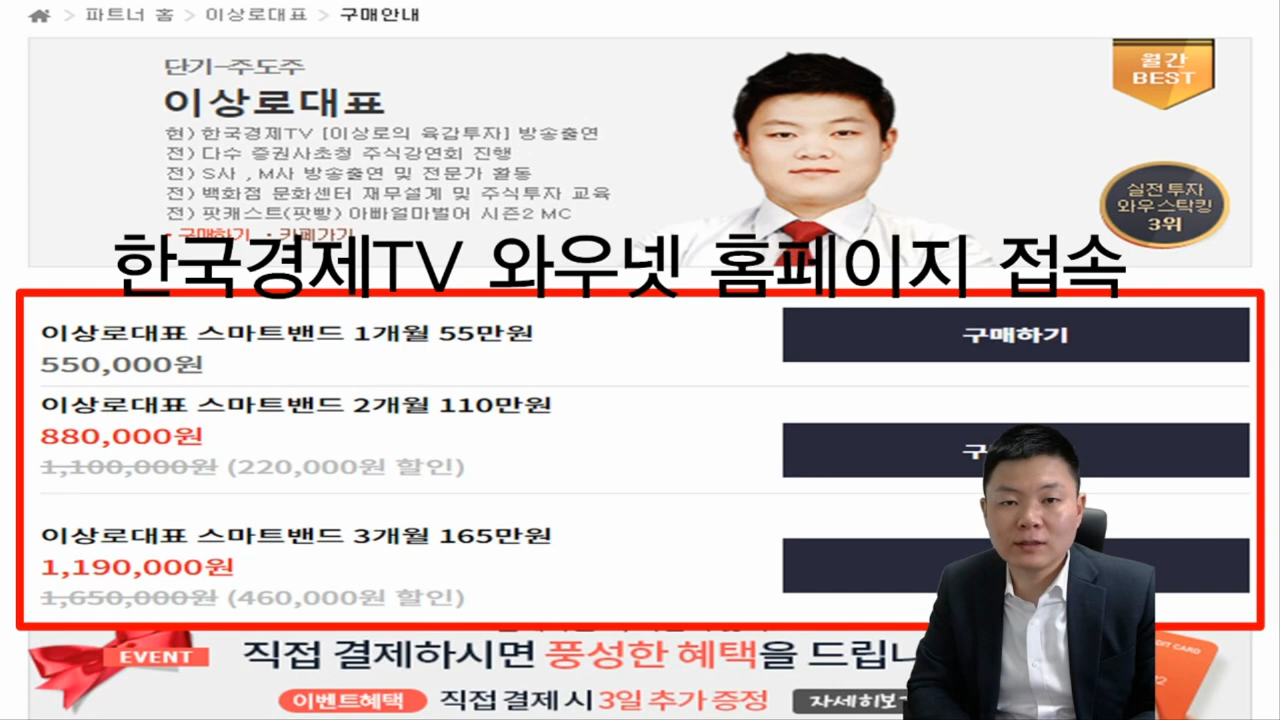 파트너 홈 > 이상로대표 > 구매안내
단기-주도주
이상로대표
현) 한국경제TV [이상로의 육감투자] 방송출연
전) 다수 증권사초청 주식강연회 진행
전) S사 , M사 방송출연 및 전문가 활동
전) 백화점 문화센터 재무설계 및 주식투자 교육
전) 팟캐스트(팟빵) 아빠얼마벌어 시즌2 MC
· 구매하기 · 카페가기
월간
BEST
실전투자
와우스탁킹
3위
한국경제TV 와우넷 홈페이지 접속
이상로대표 스마트밴드 1개월 55만원
550,000원
구매하기
이상로대표 스마트밴드 2개월 110만원
880,000원
1,100,000원 (220,000원 할인)
구
이상로대표 스마트밴드 3개월 165만원
1,190,000원
1,650,000원 (460,000원 할인)
EVENT
직접 결제하시면 풍성한 혜택을 드립니
이벤트혜택 직접 결제 시 3일 추가 증정 자세히보기